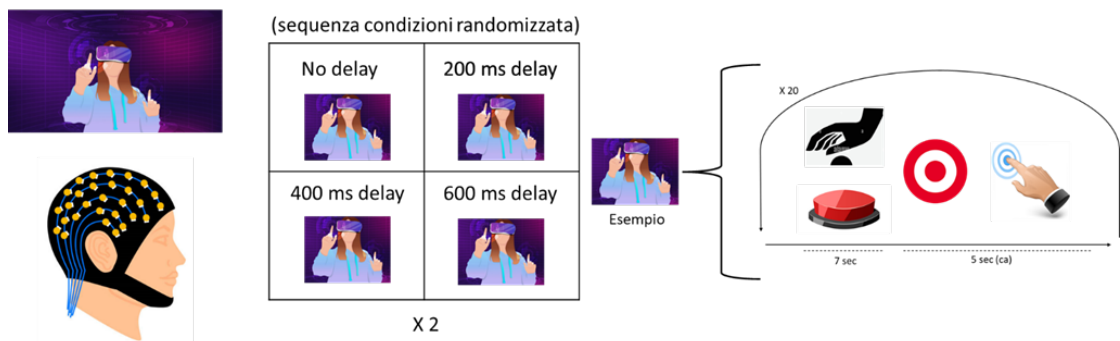 (sequenza condizioni randomizzata)
No delay
200 ms delay
400 ms delay
600 ms delay
X 2
Esempio
X 20
7 sec
5 sec (ca)